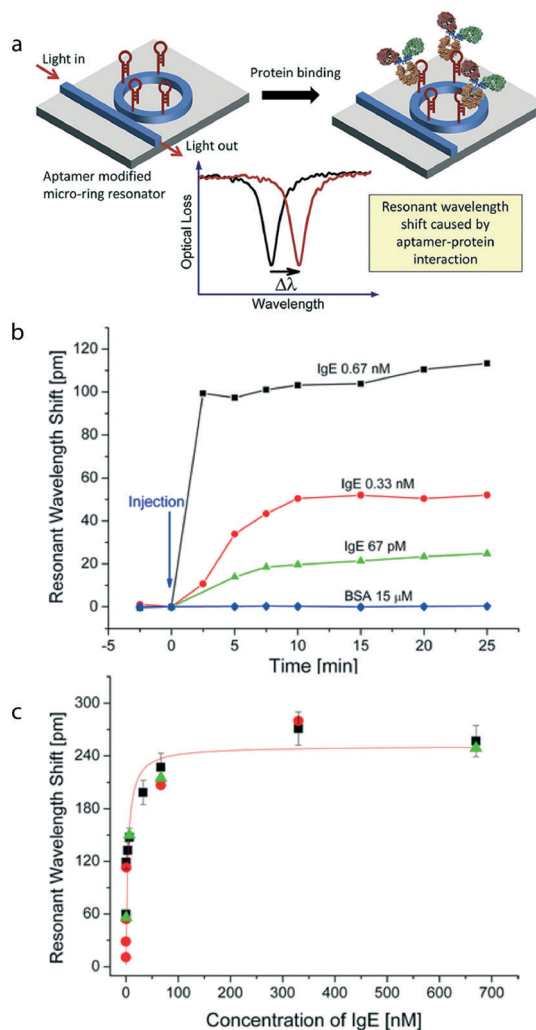 a
Light in
Protein binding
Light out
Aptamer modified
micro-ring resonator
Optical Loss
Δλ
Wavelength
Resonant wavelength
shift caused by
aptamer-protein
interaction
b
Resonant Wavelength Shift [pm]
120
100
80
60
40
20
0
Injection
IgE 0.67 nM
IgE 0.33 nM
IgE 67 pM
BSA 15 μM
-5 0 5 10 15 20 25
Time [min]
c
Resonant Wavelength Shift [pm]
300
240
180
120
60
0
0 100 200 300 400 500 600 700
Concentration of IgE [nM]